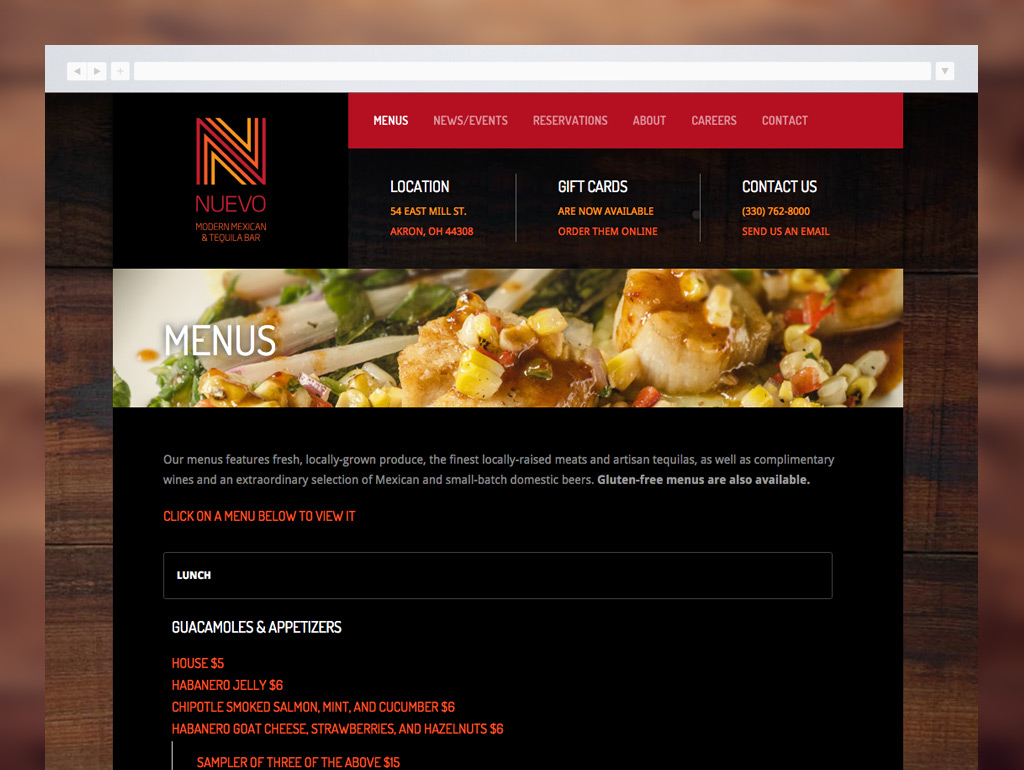 NUEVO
MODERN MEXICAN
& TEQUILA BAR
MENUS NEWS/EVENTS RESERVATIONS ABOUT CAREERS CONTACT
LOCATION
54 EAST MILL ST.
AKRON, OH 44308
GIFT CARDS
ARE NOW AVAILABLE
ORDER THEM ONLINE
CONTACT US
(330) 762-8000
SEND US AN EMAIL
MENUS
Our menus features fresh, locally-grown produce, the finest locally-raised meats and artisan tequilas, as well as complimentary
wines and an extraordinary selection of Mexican and small-batch domestic beers. Gluten-free menus are also available.
CLICK ON A MENU BELOW TO VIEW IT
LUNCH
GUACAMOLES & APPETIZERS
HOUSE $5
HABANERO JELLY $6
CHIPOTLE SMOKED SALMON, MINT, AND CUCUMBER $6
HABANERO GOAT CHEESE, STRAWBERRIES, AND HAZELNUTS $6
SAMPLER OF THREE OF THE ABOVE $15